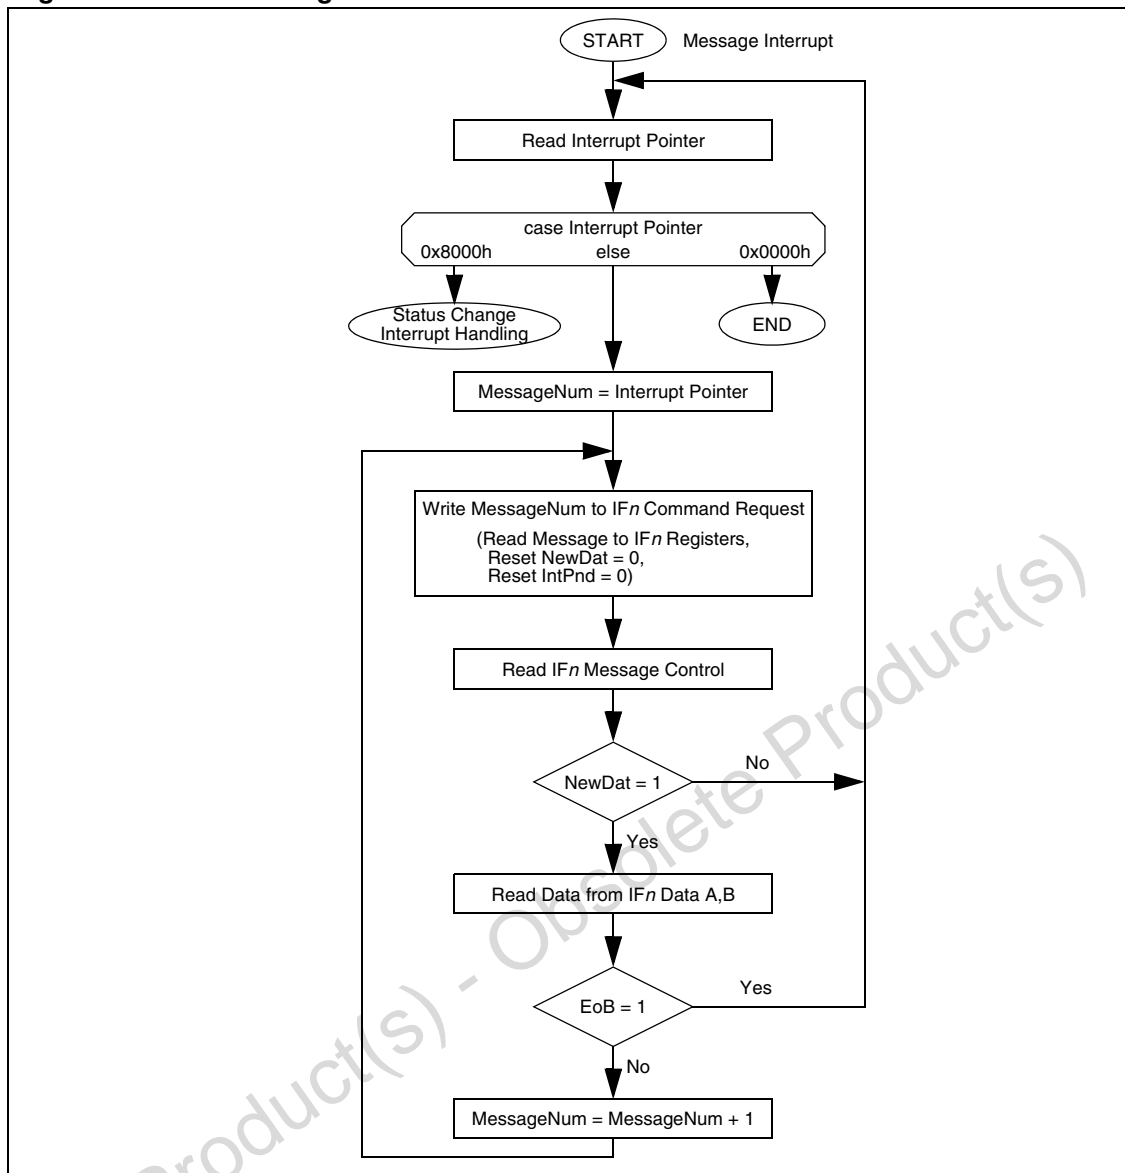 START Message Interrupt
Read Interrupt Pointer
case Interrupt Pointer
0x8000h else 0x0000h
Status Change
Interrupt Handling
END
MessageNum = Interrupt Pointer
Write MessageNum to IFn Command Request
(Read Message to IFn Registers,
Reset NewDat = 0,
Reset IntPnd = 0)
Read IFn Message Control
NewDat = 1
No
Yes
Read Data from IFn Data A,B
EoB = 1
Yes
No
MessageNum = MessageNum + 1
Product(s) - Obsolete Product(s)